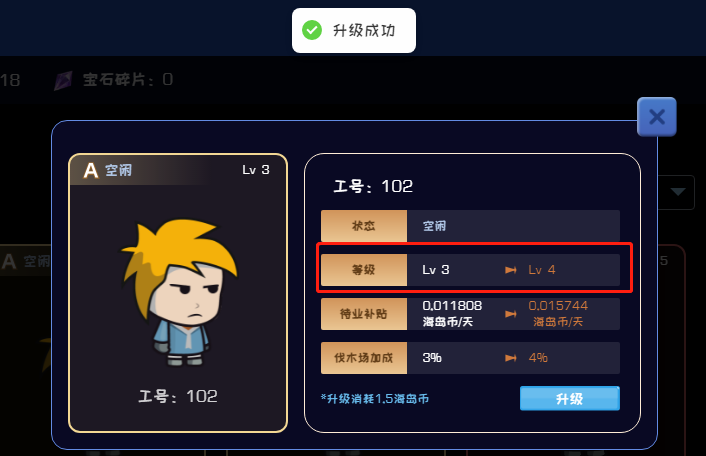 升级成功
18
宝石碎片：0
A 空闲
Lv 3
工号：102
工号：102
状态
空闲
等级
Lv 3
Lv 4
待业补贴
0.011808
海岛币/天
0.015744
海岛币/天
伐木场加成
3%
4%
*升级消耗1.5海岛币
升级
A 空闲
5